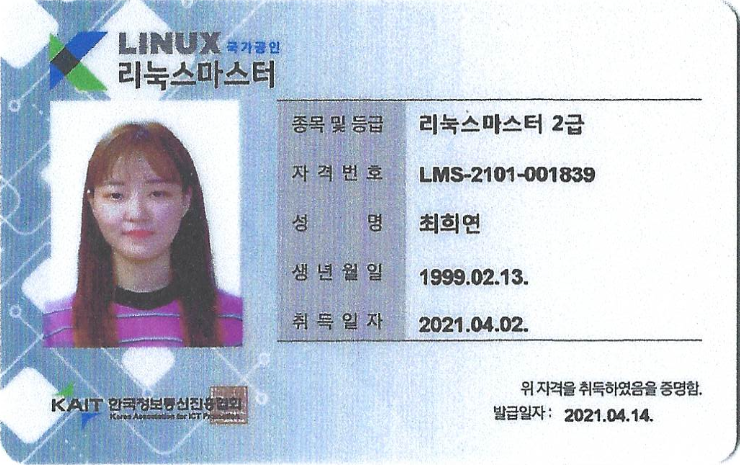 LINUX 국가공인
리눅스마스터
종목 및 등급 리눅스마스터 2급
자격번호 LMS-2101-001839
성명 최희연
생년월일 1999.02.13.
취득일자 2021.04.02.
위 자격을 취득하였음을 증명함.
발급일자 : 2021.04.14.
KAIT 한국정보통신진흥협회
Korea Association for ICT Promotion